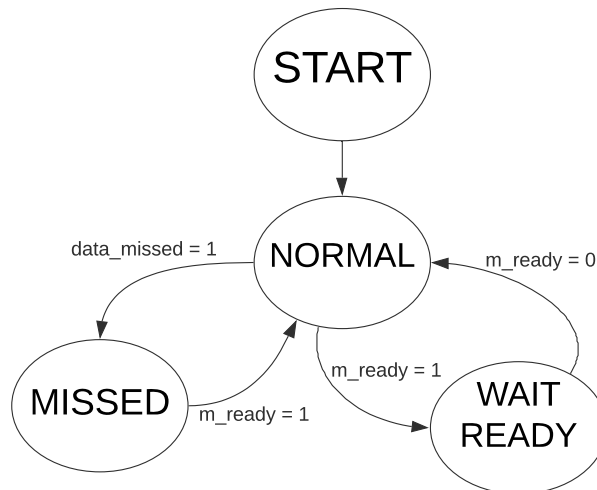 START
data_missed = 1
NORMAL
m_ready = 0
m_ready = 1
MISSED
m_ready = 1
WAIT
READY